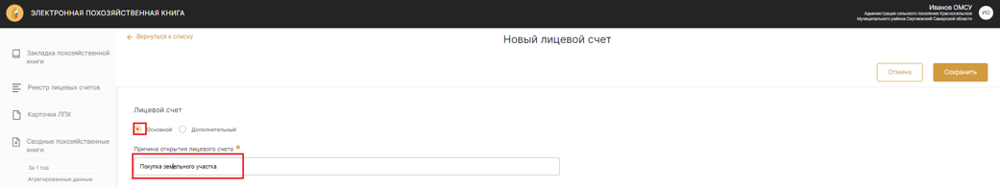 ЭЛЕКТРОННАЯ ПОХОЗЯЙСТВЕННАЯ КНИГА
Иванов ОМСУ
Администрация сельского поселения Красносельское
Муниципального района Сергиевский Самарской области
ИО
Вернуться к списку
Новый лицевой счет
Отмена
Сохранить
Закладка похозяйственной
книги
Реестр лицевых счетов
Карточки ЛПХ
Сводные похозяйственные
книги
За 1 год
Агрегированные данные
Лицевой счет
Основной
Дополнительный
Причина открытия лицевого счета *
Покупка земельного участка